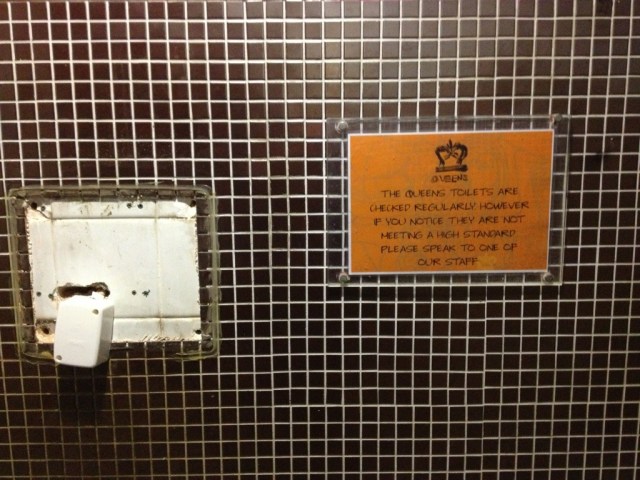 QUEENS
THE QUEENS TOILETS ARE
CHECKED REGULARLY HOWEVER
IF YOU NOTICE THEY ARE NOT
MEETING A HIGH STANDARD
PLEASE SPEAK TO ONE OF
OUR STAFF